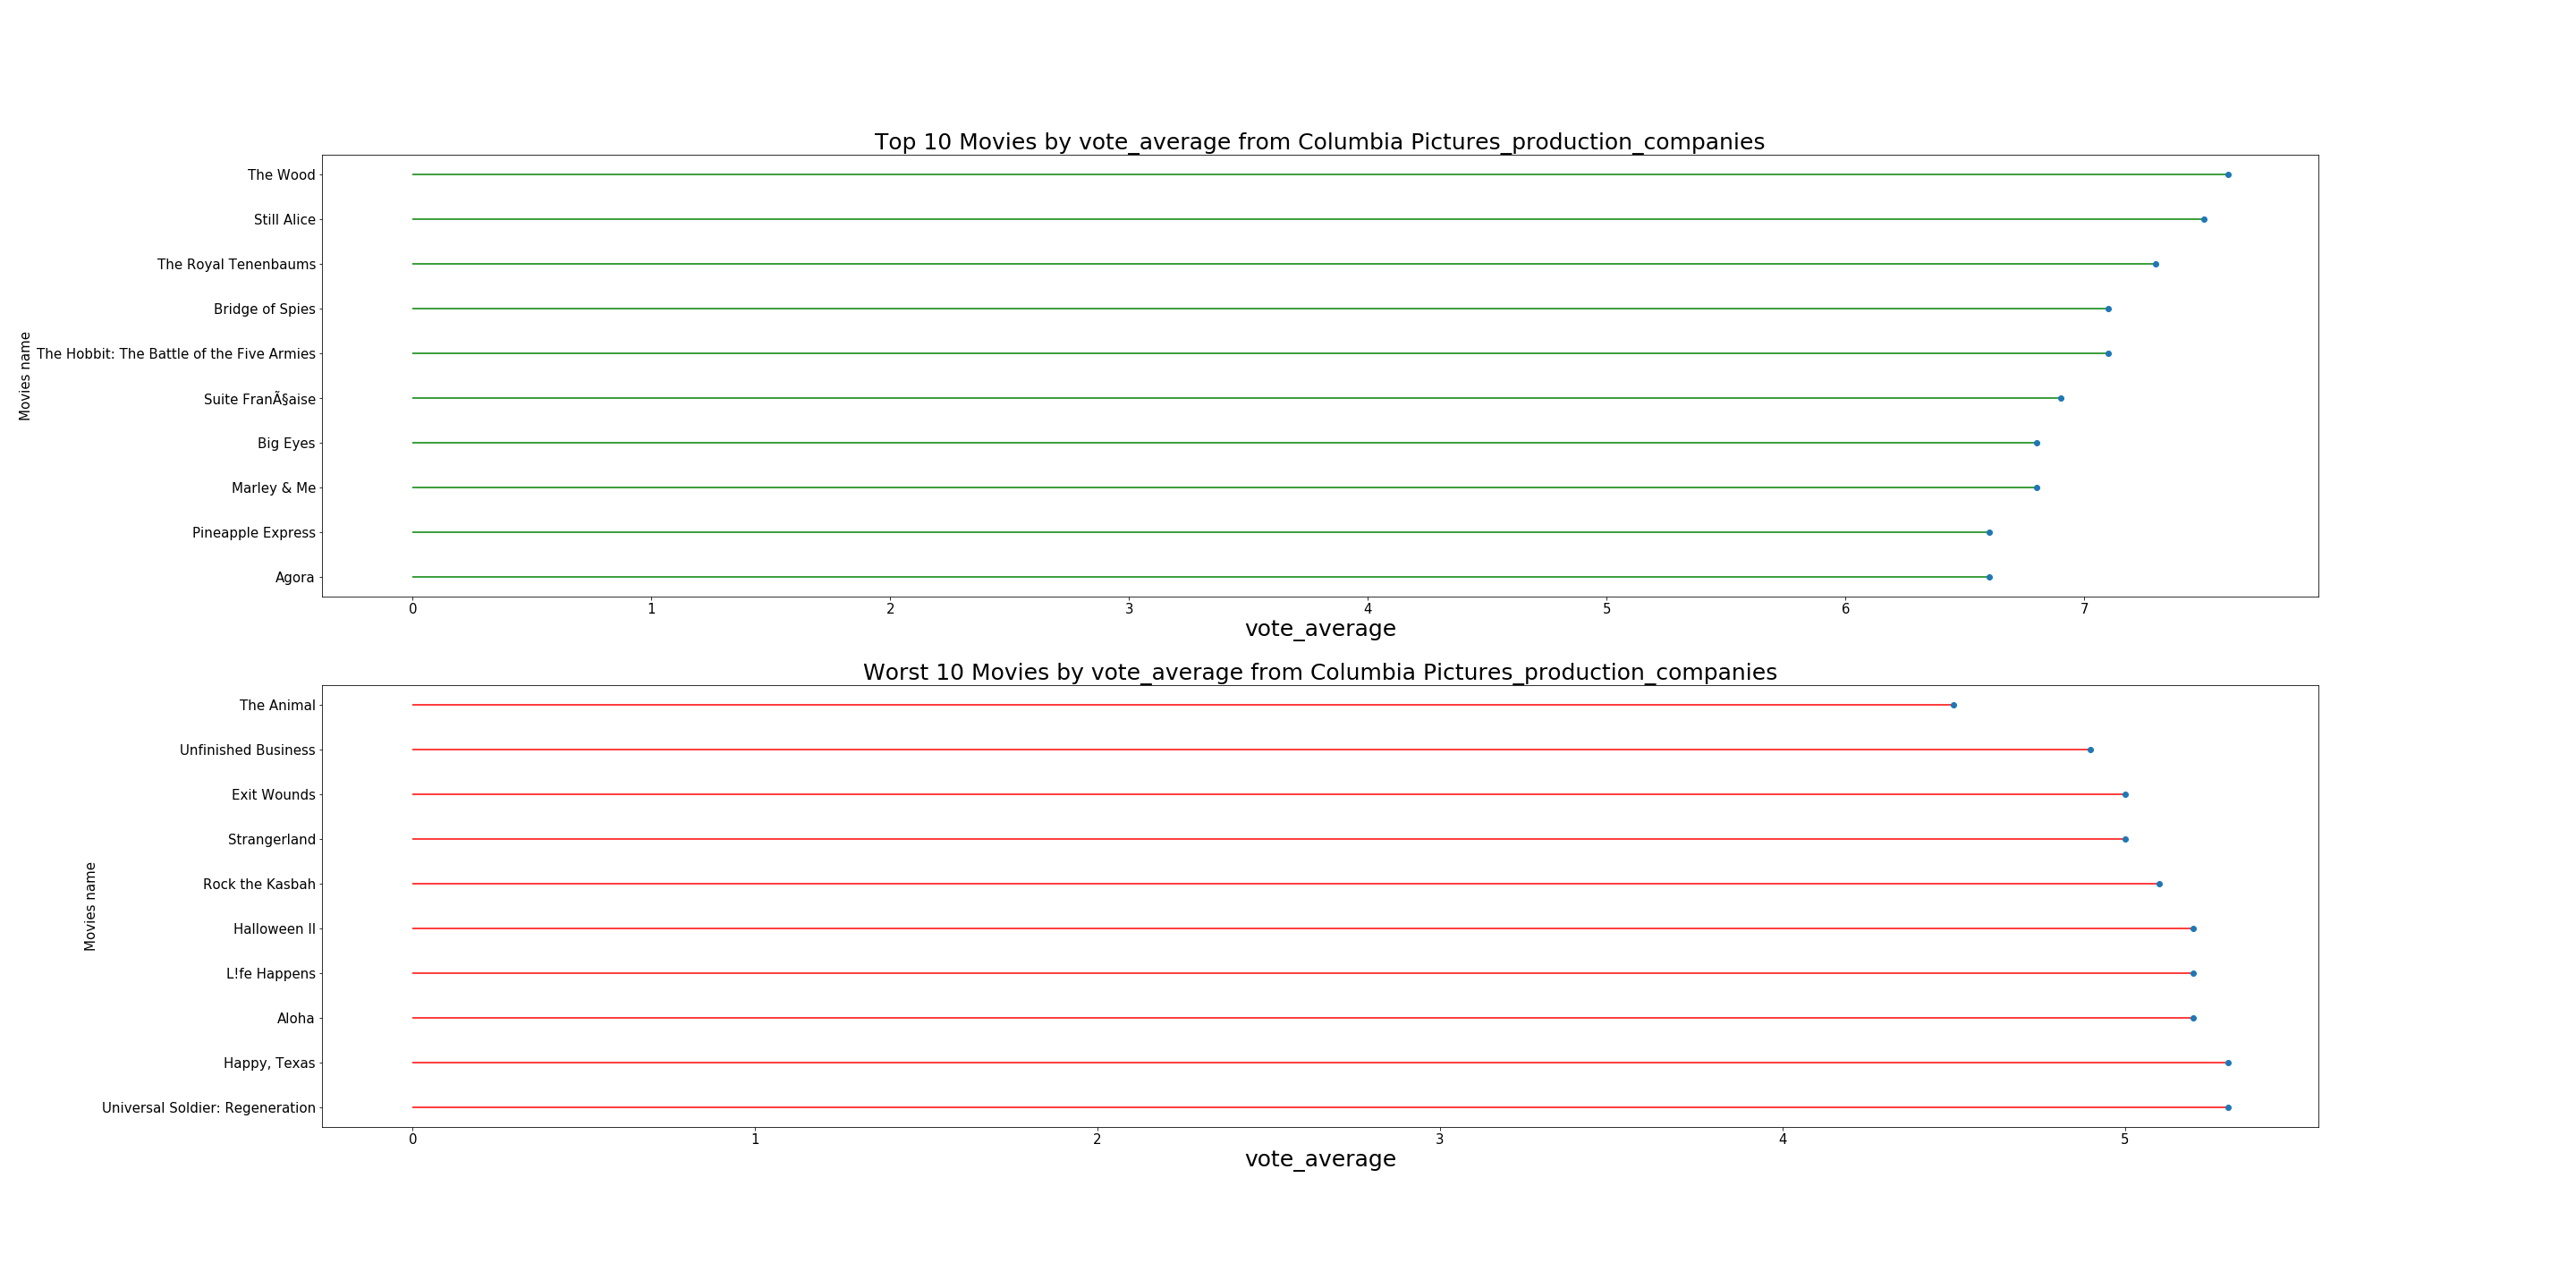 Top 10 Movies by vote_average from Columbia Pictures_production_companies
Movies name
The Wood
Still Alice
The Royal Tenenbaums
Bridge of Spies
The Hobbit: The Battle of the Five Armies
Suite FranÃ§aise
Big Eyes
Marley & Me
Pineapple Express
Agora
0 1 2 3 4 5 6 7
vote_average
Worst 10 Movies by vote_average from Columbia Pictures_production_companies
Movies name
The Animal
Unfinished Business
Exit Wounds
Strangerland
Rock the Kasbah
Halloween II
L!fe Happens
Aloha
Happy, Texas
Universal Soldier: Regeneration
0 1 2 3 4 5
vote_average